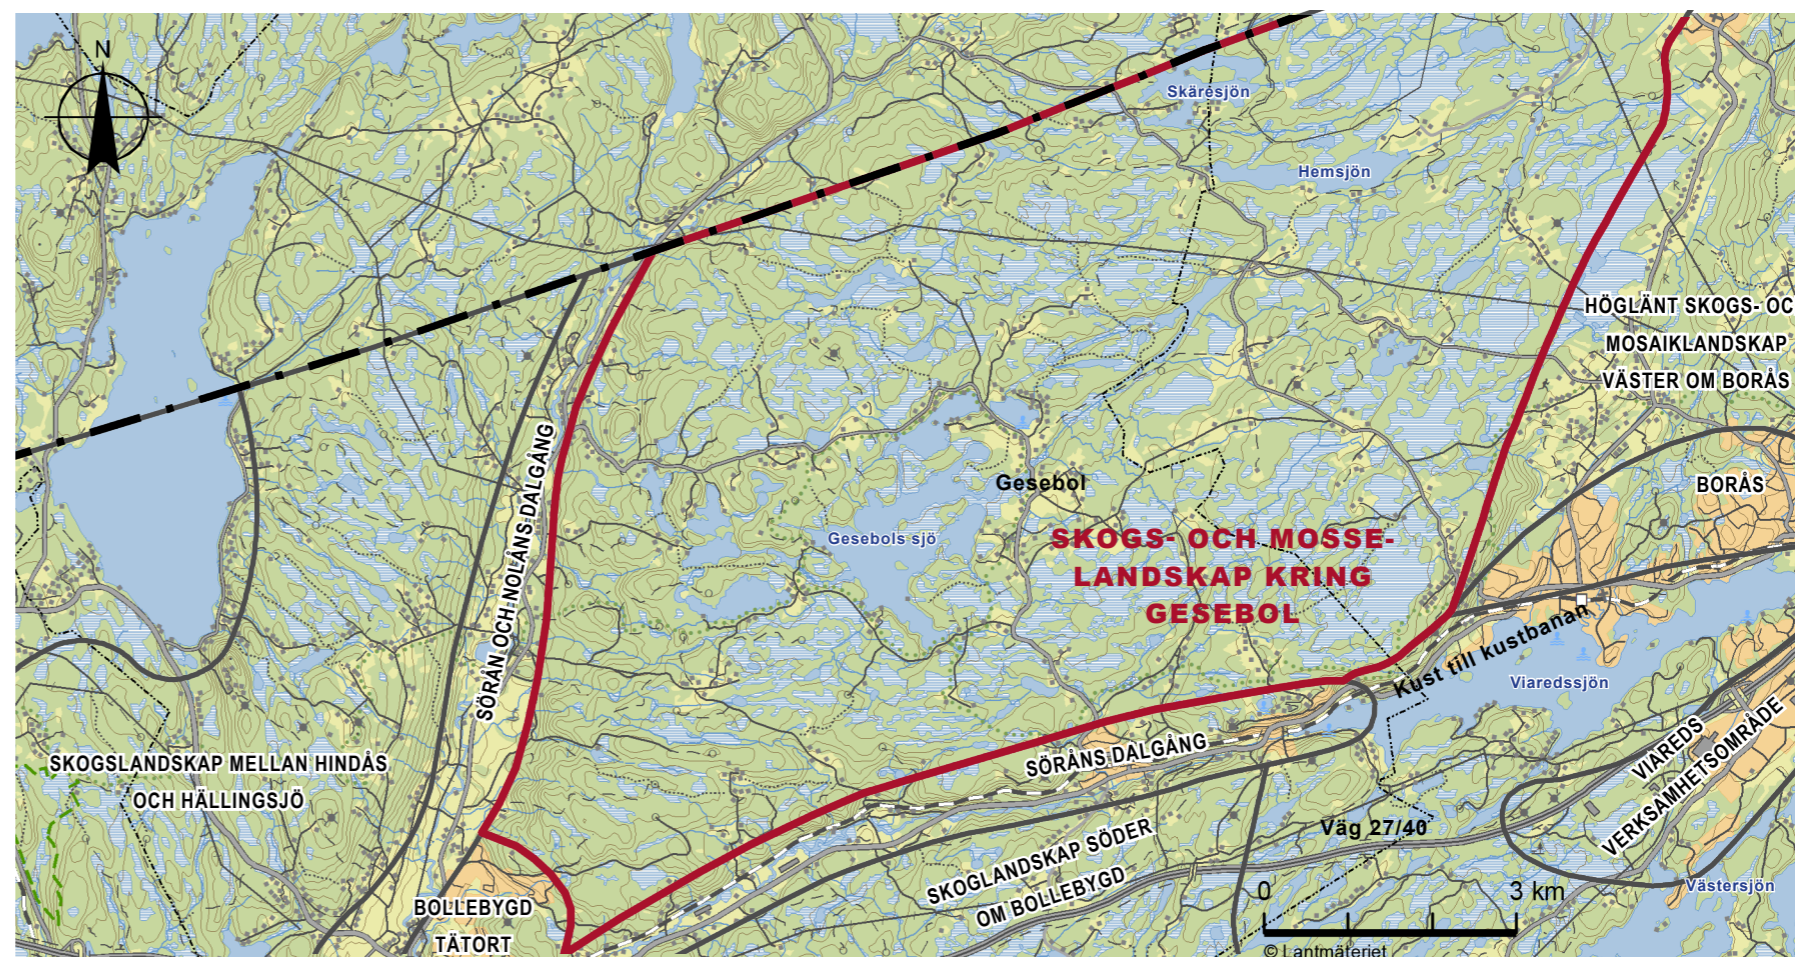 N
Skäresjön
Hemsjön
HÖGLÄNT SKOGS- OC
MOSAIKLANDSKAP
VÄSTER OM BORÅS
SÖRÅN OCH NOLÅNS DALGÅNG
Gesebol
BORÅS
Gesebols sjö
SKOGS- OCH MOSSE-
LANDSKAP KRING
GESEBOL
Kust till kustbanan
Viaredssjön
SKOGSLANDSKAP MELLAN HINDÅS
OCH HÄLLINGSJÖ
SÖRÅNS DALGÅNG
VIAREDS
VERKSAMHETSOMRÅDE
Väg 27/40
SKOGLANDSKAP SÖDER
OM BOLLEBYGD
BOLLEBYGD
TÄTORT
Västersjön
0 3 km
© Lantmäteriet